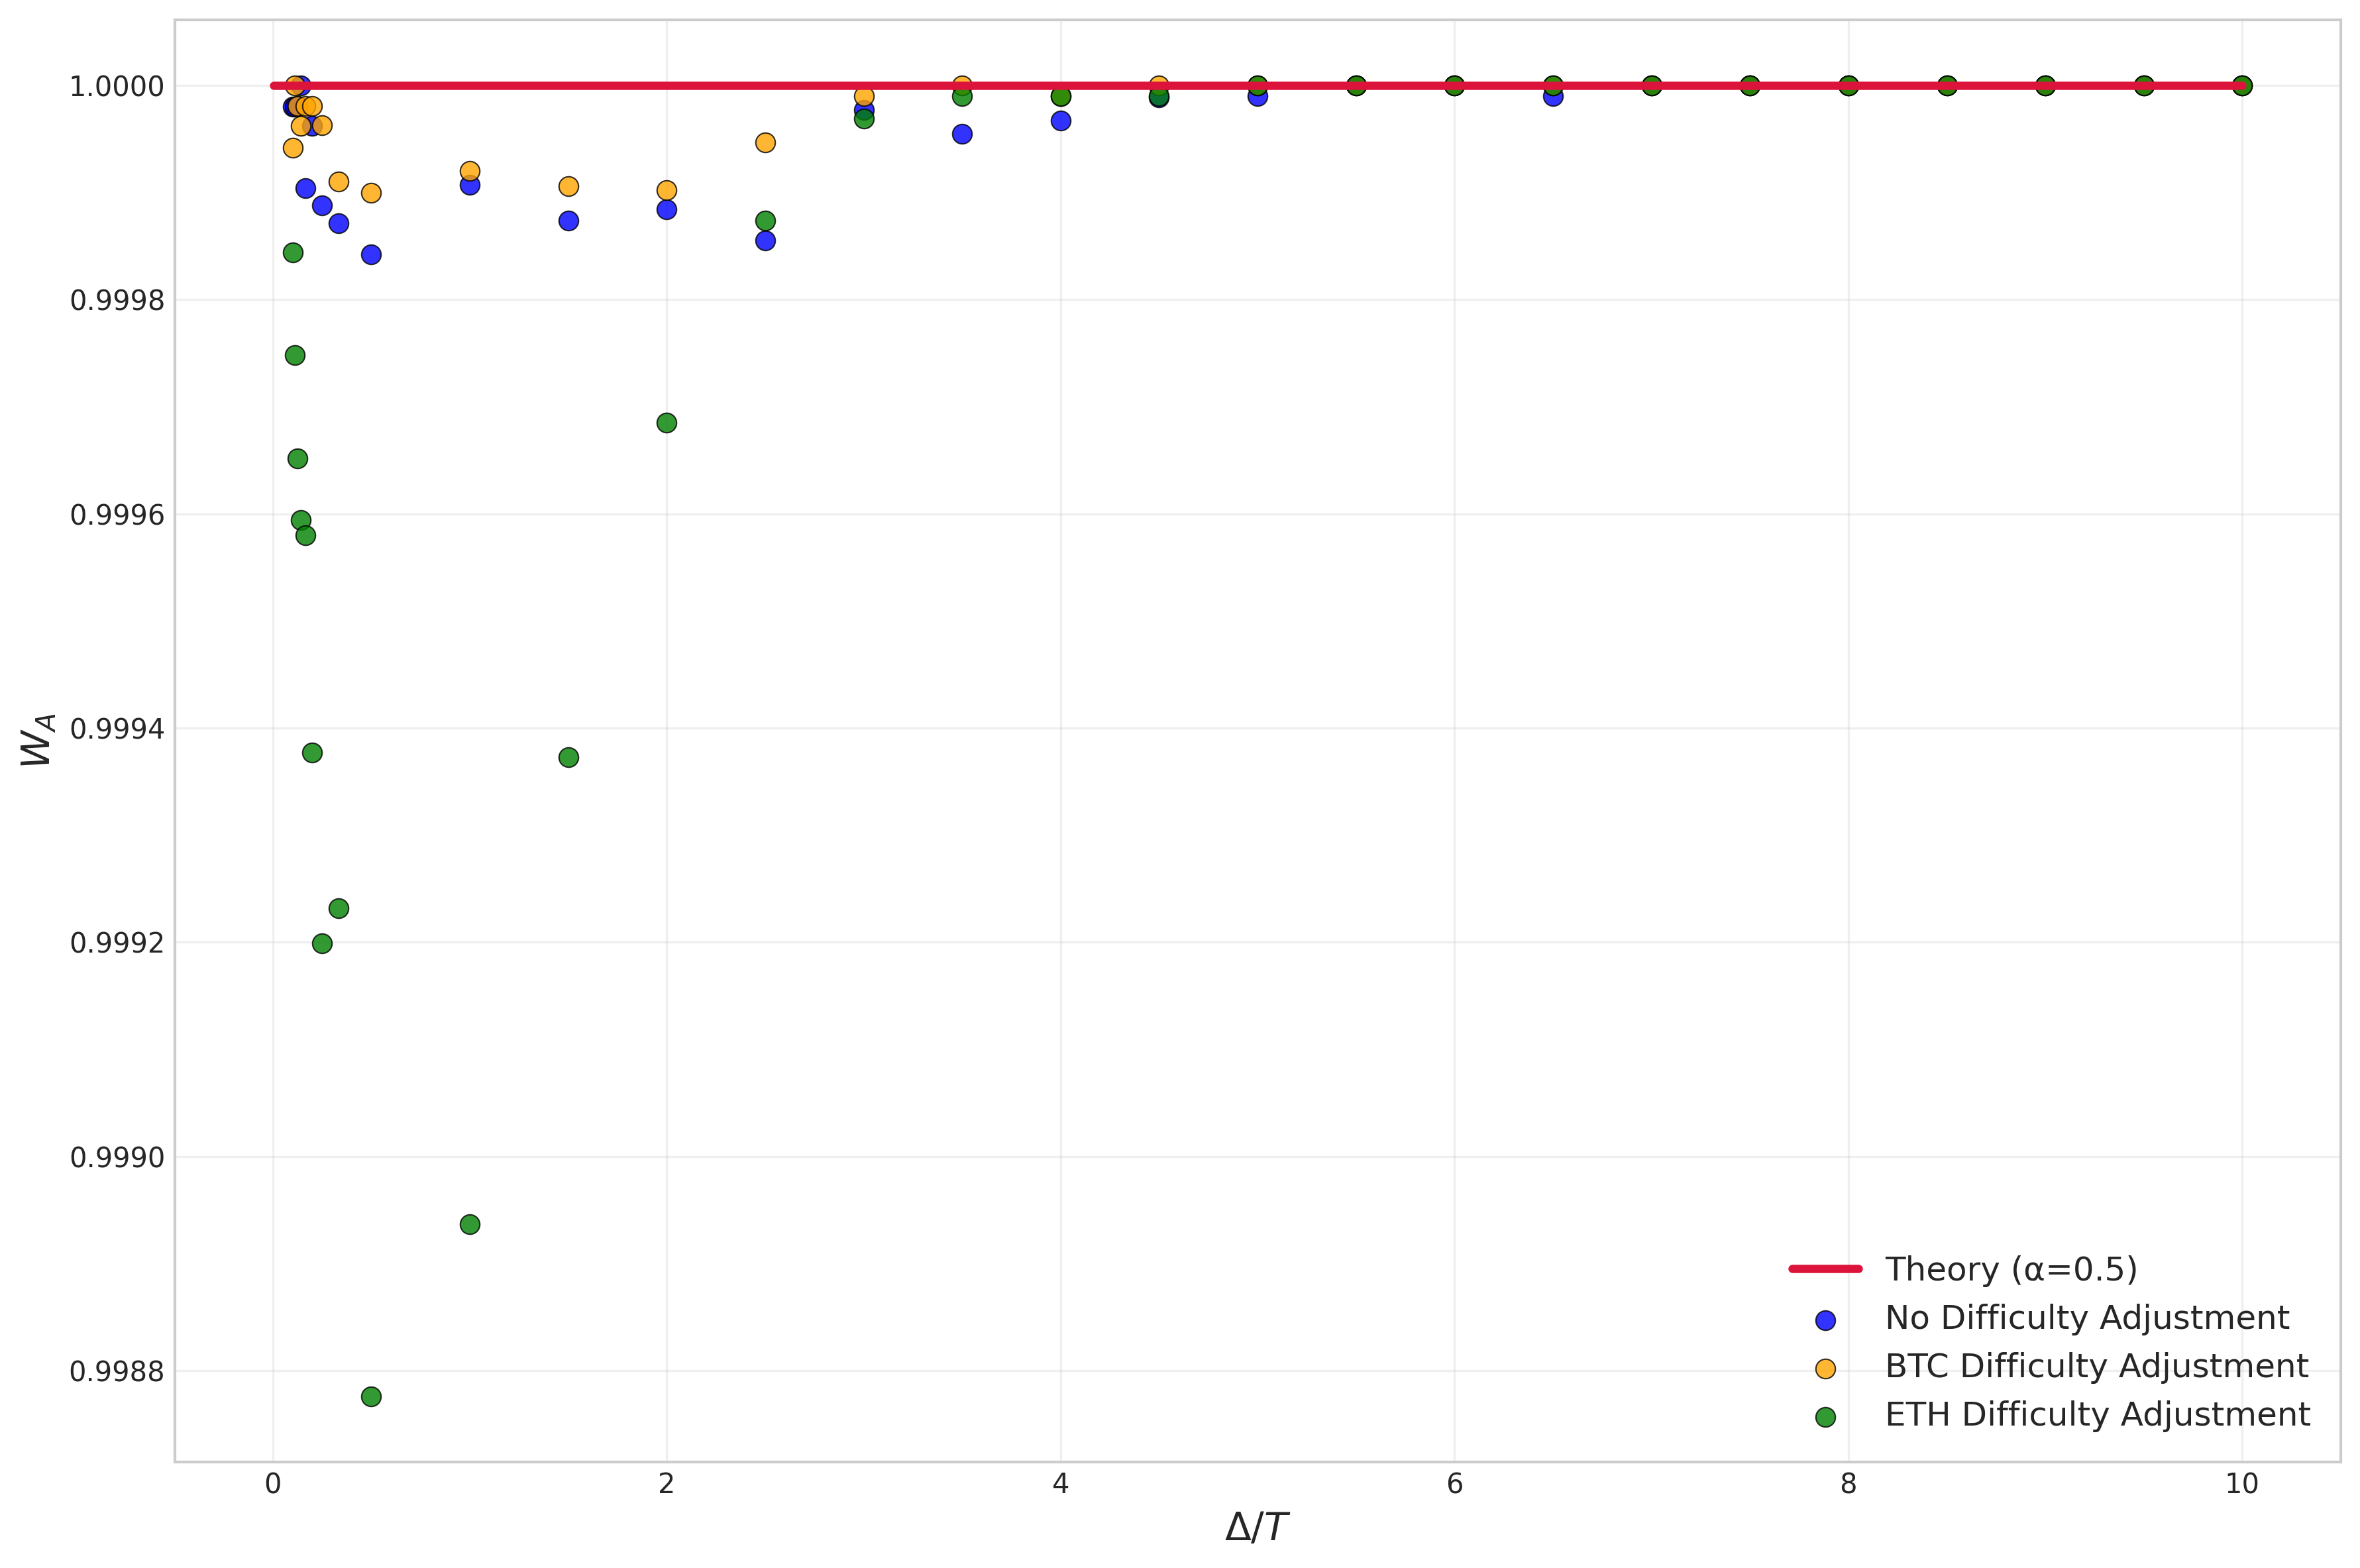 1.0000
0.9998
0.9996
0.9994
0.9992
0.9990
0.9988
W_A
0 2 4 6 8 10
Δ/T
Theory (α=0.5)
No Difficulty Adjustment
BTC Difficulty Adjustment
ETH Difficulty Adjustment